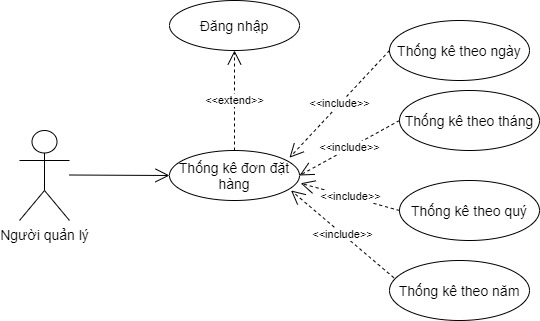 Đăng nhập
Thống kê theo ngày
<<extend>>
<<include>>
Thống kê theo tháng
<<include>>
Thống kê đơn đặt
hàng
<<include>>
Thống kê theo quý
Người quản lý
<<include>>
Thống kê theo năm